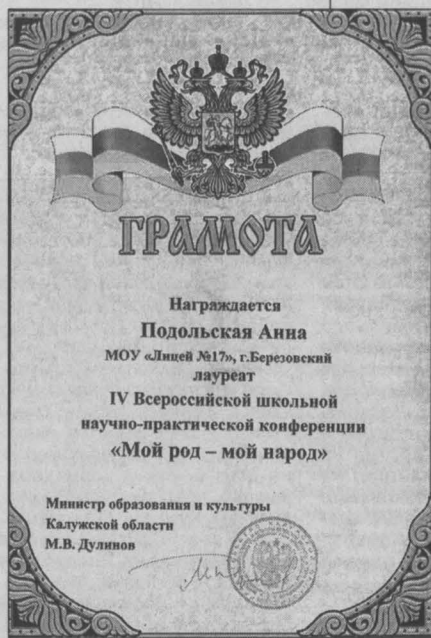 ГРАМОТА
Награждается
Подольская Анна
МОУ «Лицей №17», г.Березовский
лауреат
IV Всероссийской школьной
научно-практической конференции
«Мой род – мой народ»
Министр образования и культуры
Калужской области
М.В. Дулинов